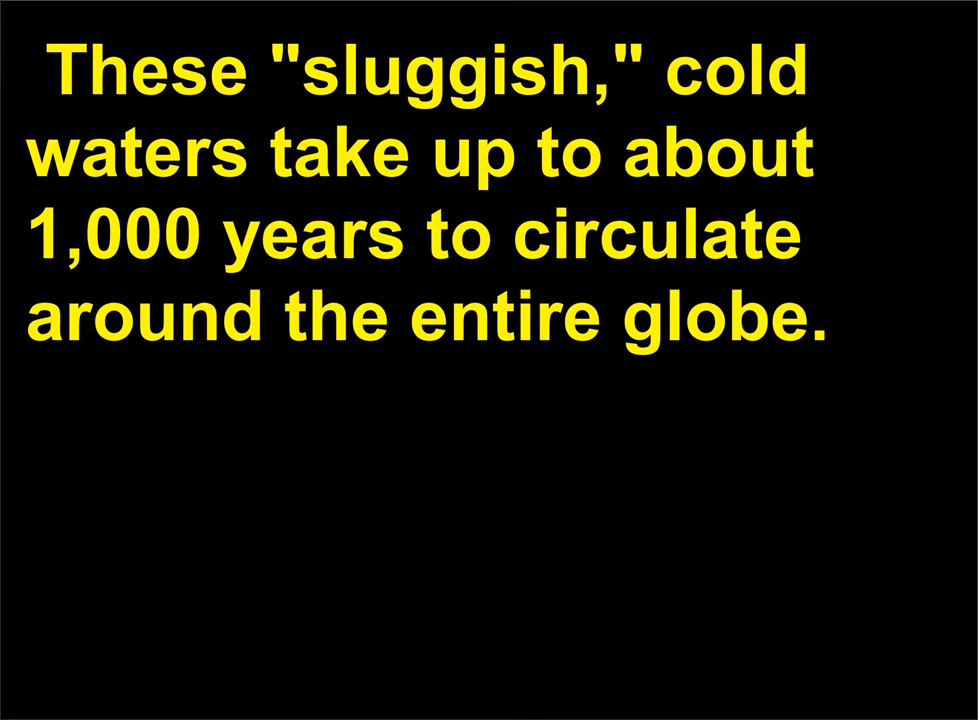 These "sluggish," cold
waters take up to about
1,000 years to circulate
around the entire globe.